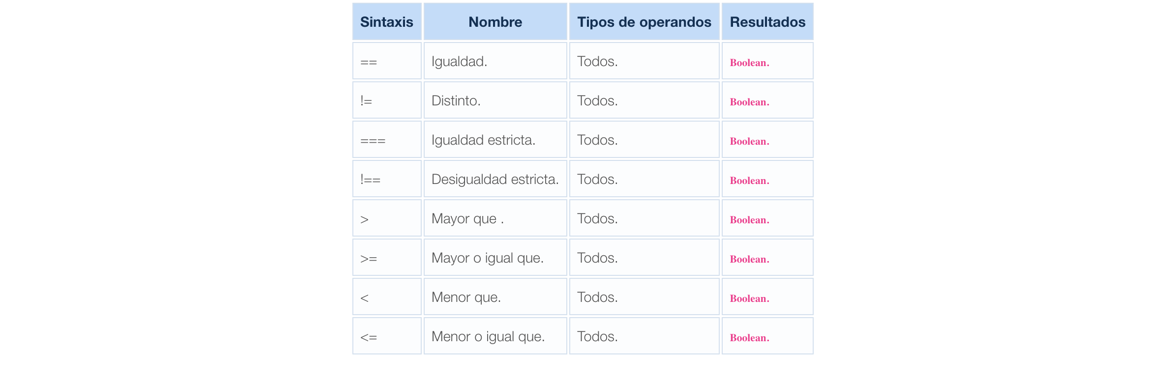 Sintaxis Nombre Tipos de operandos Resultados
== Igualdad. Todos. Boolean.
!= Distinto. Todos. Boolean.
=== Igualdad estricta. Todos. Boolean.
!== Desigualdad estricta. Todos. Boolean.
> Mayor que . Todos. Boolean.
>= Mayor o igual que. Todos. Boolean.
< Menor que. Todos. Boolean.
<= Menor o igual que. Todos. Boolean.